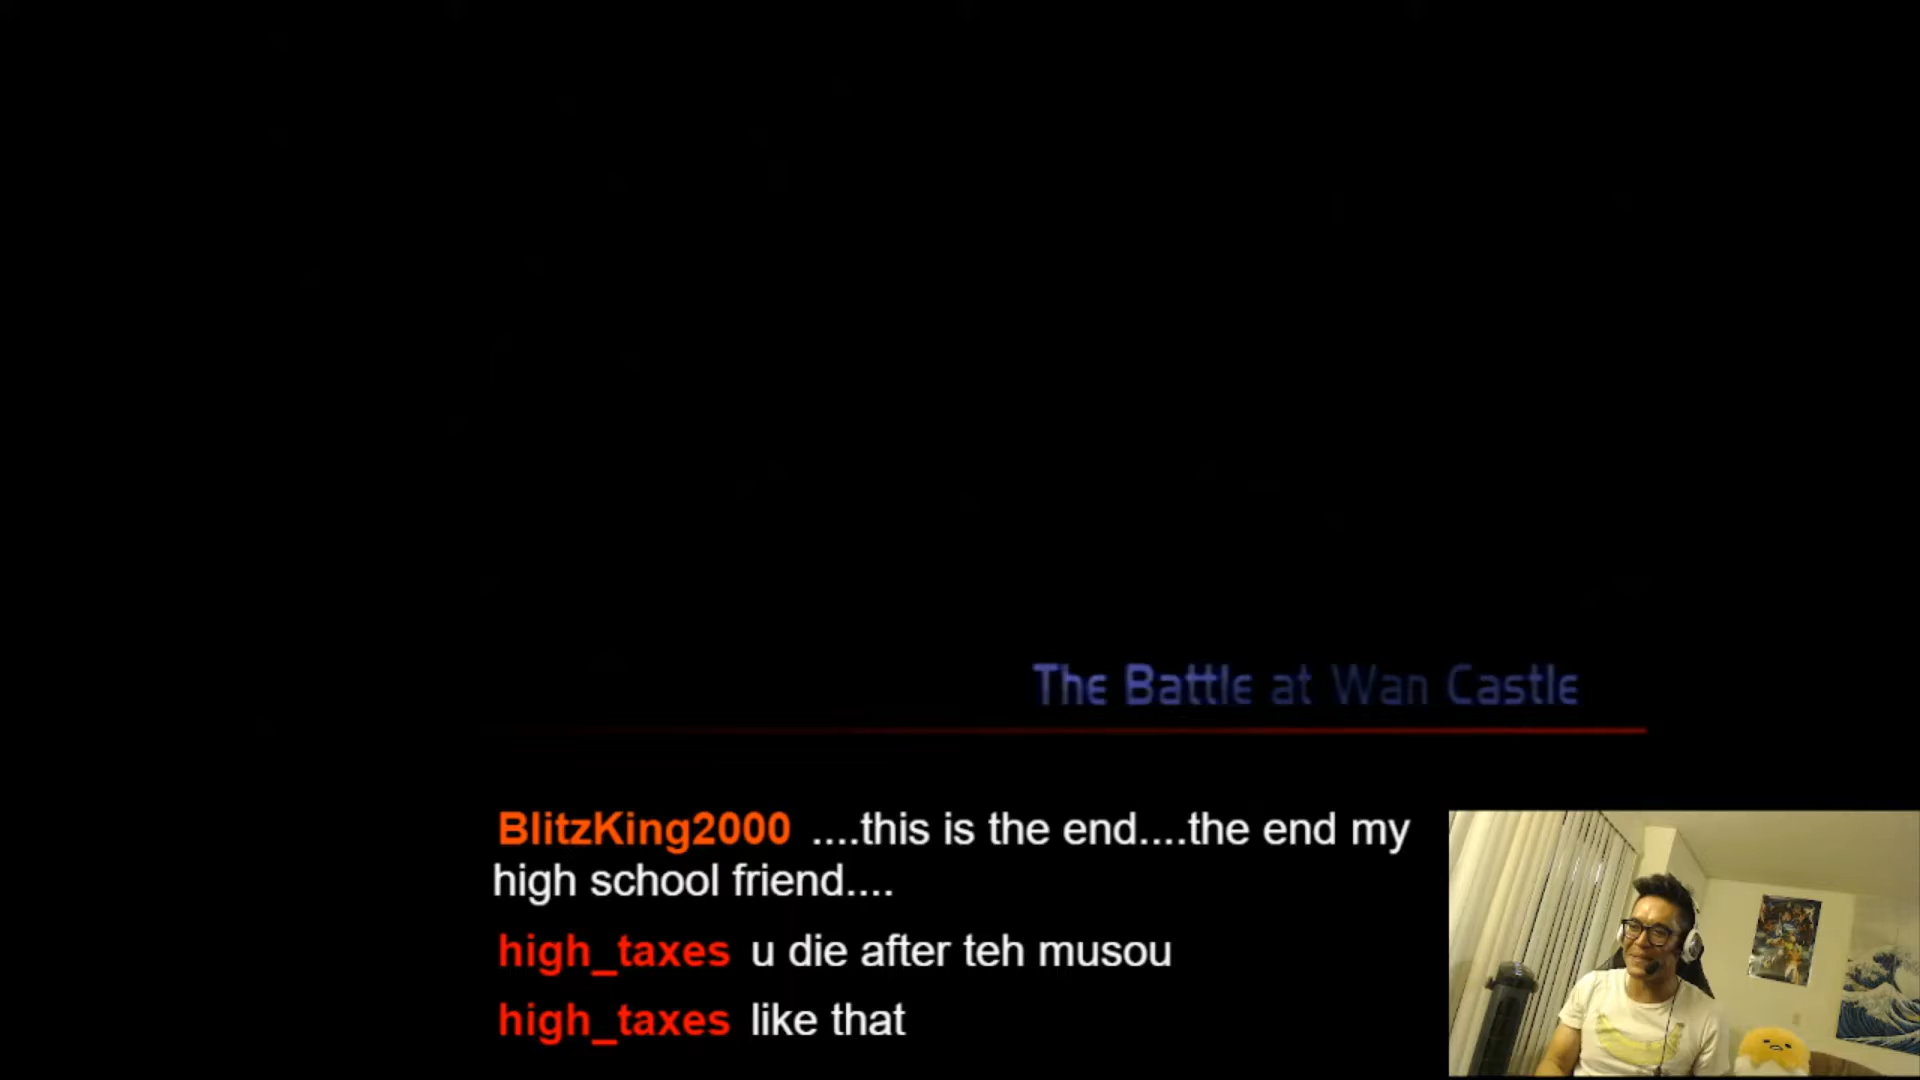 The Battle at Wan Castle
BlitzKing2000 ....this is the end....the end my
high school friend....
high_taxes u die after teh musou
high_taxes like that